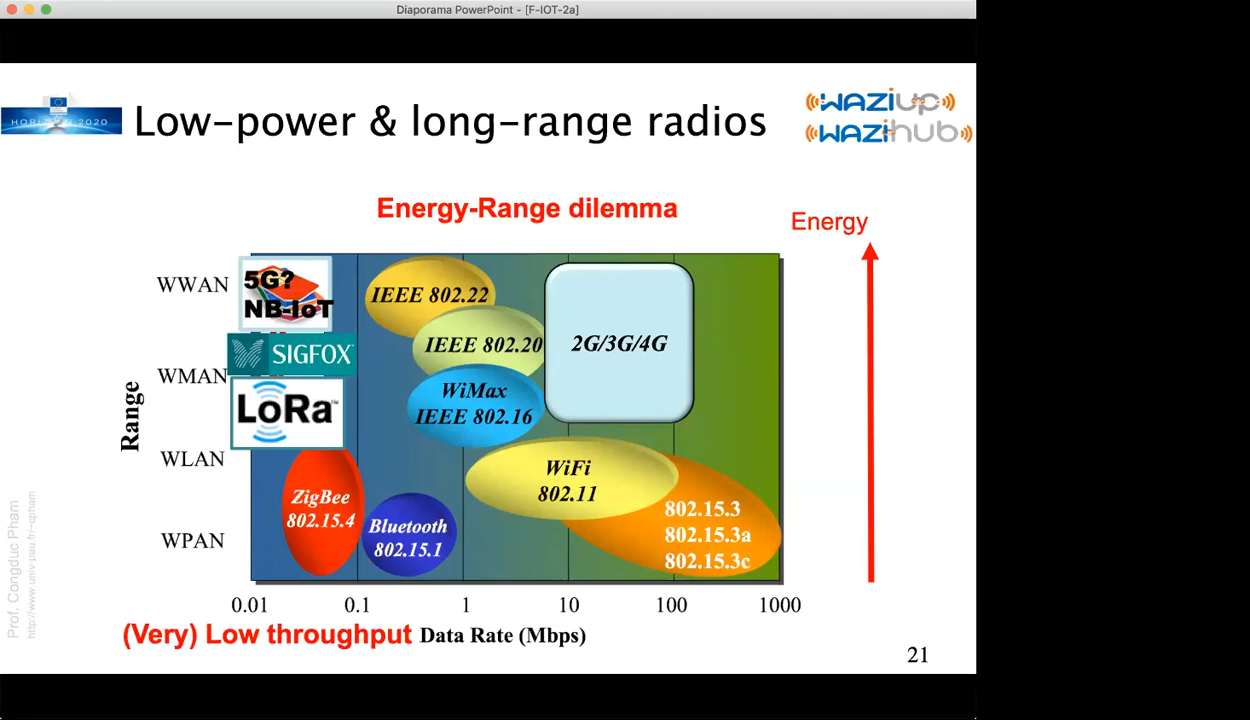 Diaporama PowerPoint - [F-IOT-2a]
HORIZON 2020
Low-power & long-range radios
WAZIUP
WAZIHUB
Energy-Range dilemma
Energy
WWAN
5G?
NB-IoT
IEEE 802.22
SIGFOX
IEEE 802.20
2G/3G/4G
WMAN
LoRa™
WiMax
IEEE 802.16
Range
WLAN
WiFi
802.11
ZigBee
802.15.4
802.15.3
802.15.3a
802.15.3c
Bluetooth
802.15.1
WPAN
0.01 0.1 1 10 100 1000
(Very) Low throughput Data Rate (Mbps)
Prof. Congduc Pham
http://www.univ-pau.fr/~cpham
21